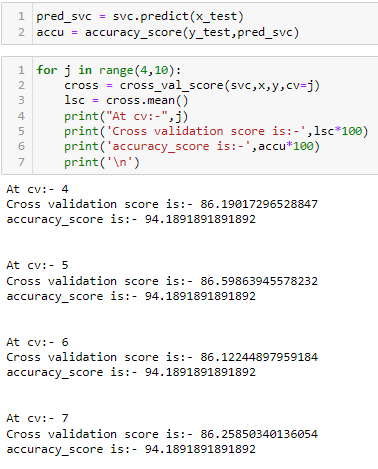 1 pred_svc = svc.predict(x_test)
2 accu = accuracy_score(y_test,pred_svc)
1 for j in range(4,10):
2 cross = cross_val_score(svc,x,y,cv=j)
3 lsc = cross.mean()
4 print("At cv:-",j)
5 print('Cross validation score is:-',lsc*100)
6 print('accuracy_score is:-',accu*100)
7 print('\n')
At cv:- 4
Cross validation score is:- 86.19017296528847
accuracy_score is:- 94.1891891891892
At cv:- 5
Cross validation score is:- 86.59863945578232
accuracy_score is:- 94.1891891891892
At cv:- 6
Cross validation score is:- 86.12244897959184
accuracy_score is:- 94.1891891891892
At cv:- 7
Cross validation score is:- 86.25850340136054
accuracy_score is:- 94.1891891891892